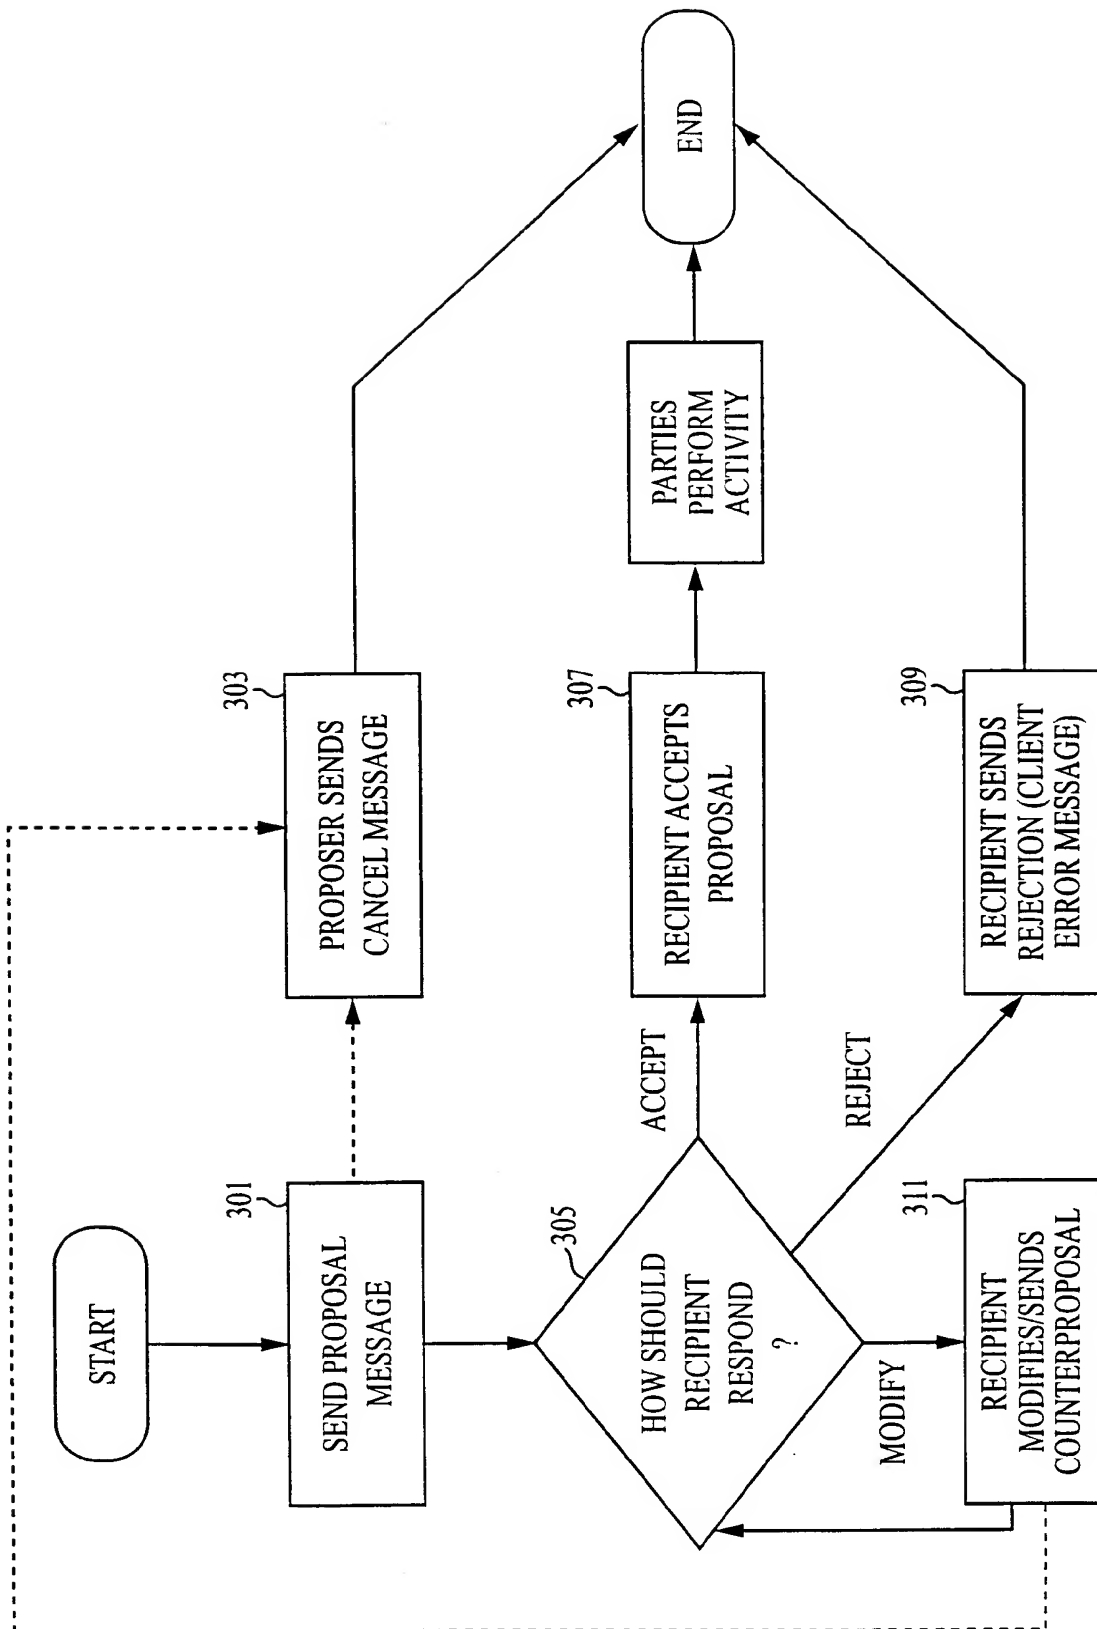 START
301
SEND PROPOSAL
MESSAGE
303
PROPOSER SENDS
CANCEL MESSAGE
305
HOW SHOULD
RECIPIENT
RESPOND
?
ACCEPT
307
RECIPIENT ACCEPTS
PROPOSAL
PARTIES
PERFORM
ACTIVITY
END
REJECT
309
RECIPIENT SENDS
REJECTION (CLIENT
ERROR MESSAGE)
MODIFY
311
RECIPIENT
MODIFIES/SENDS
COUNTERPROPOSAL